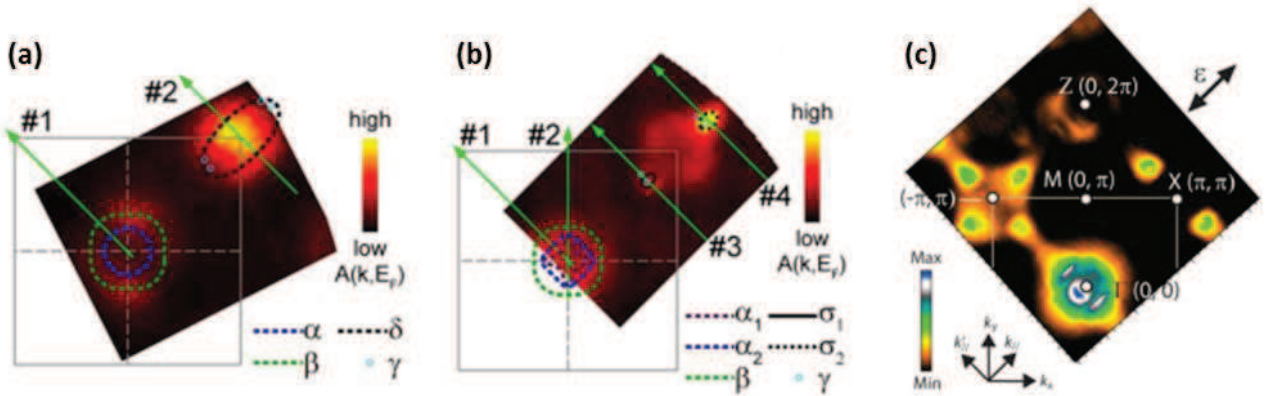 (a)
#1
#2
high
low
A(k,E_F)
α
β
δ
γ
(b)
#1
#2
#3
#4
high
low
A(k,E_F)
α₁
α₂
β
σ₁
σ₂
γ
(c)
ε
Z (0, 2π)
M (0, π)
X (π, π)
(-π, π)
Γ (0, 0)
Max
Min
k_y
k_x